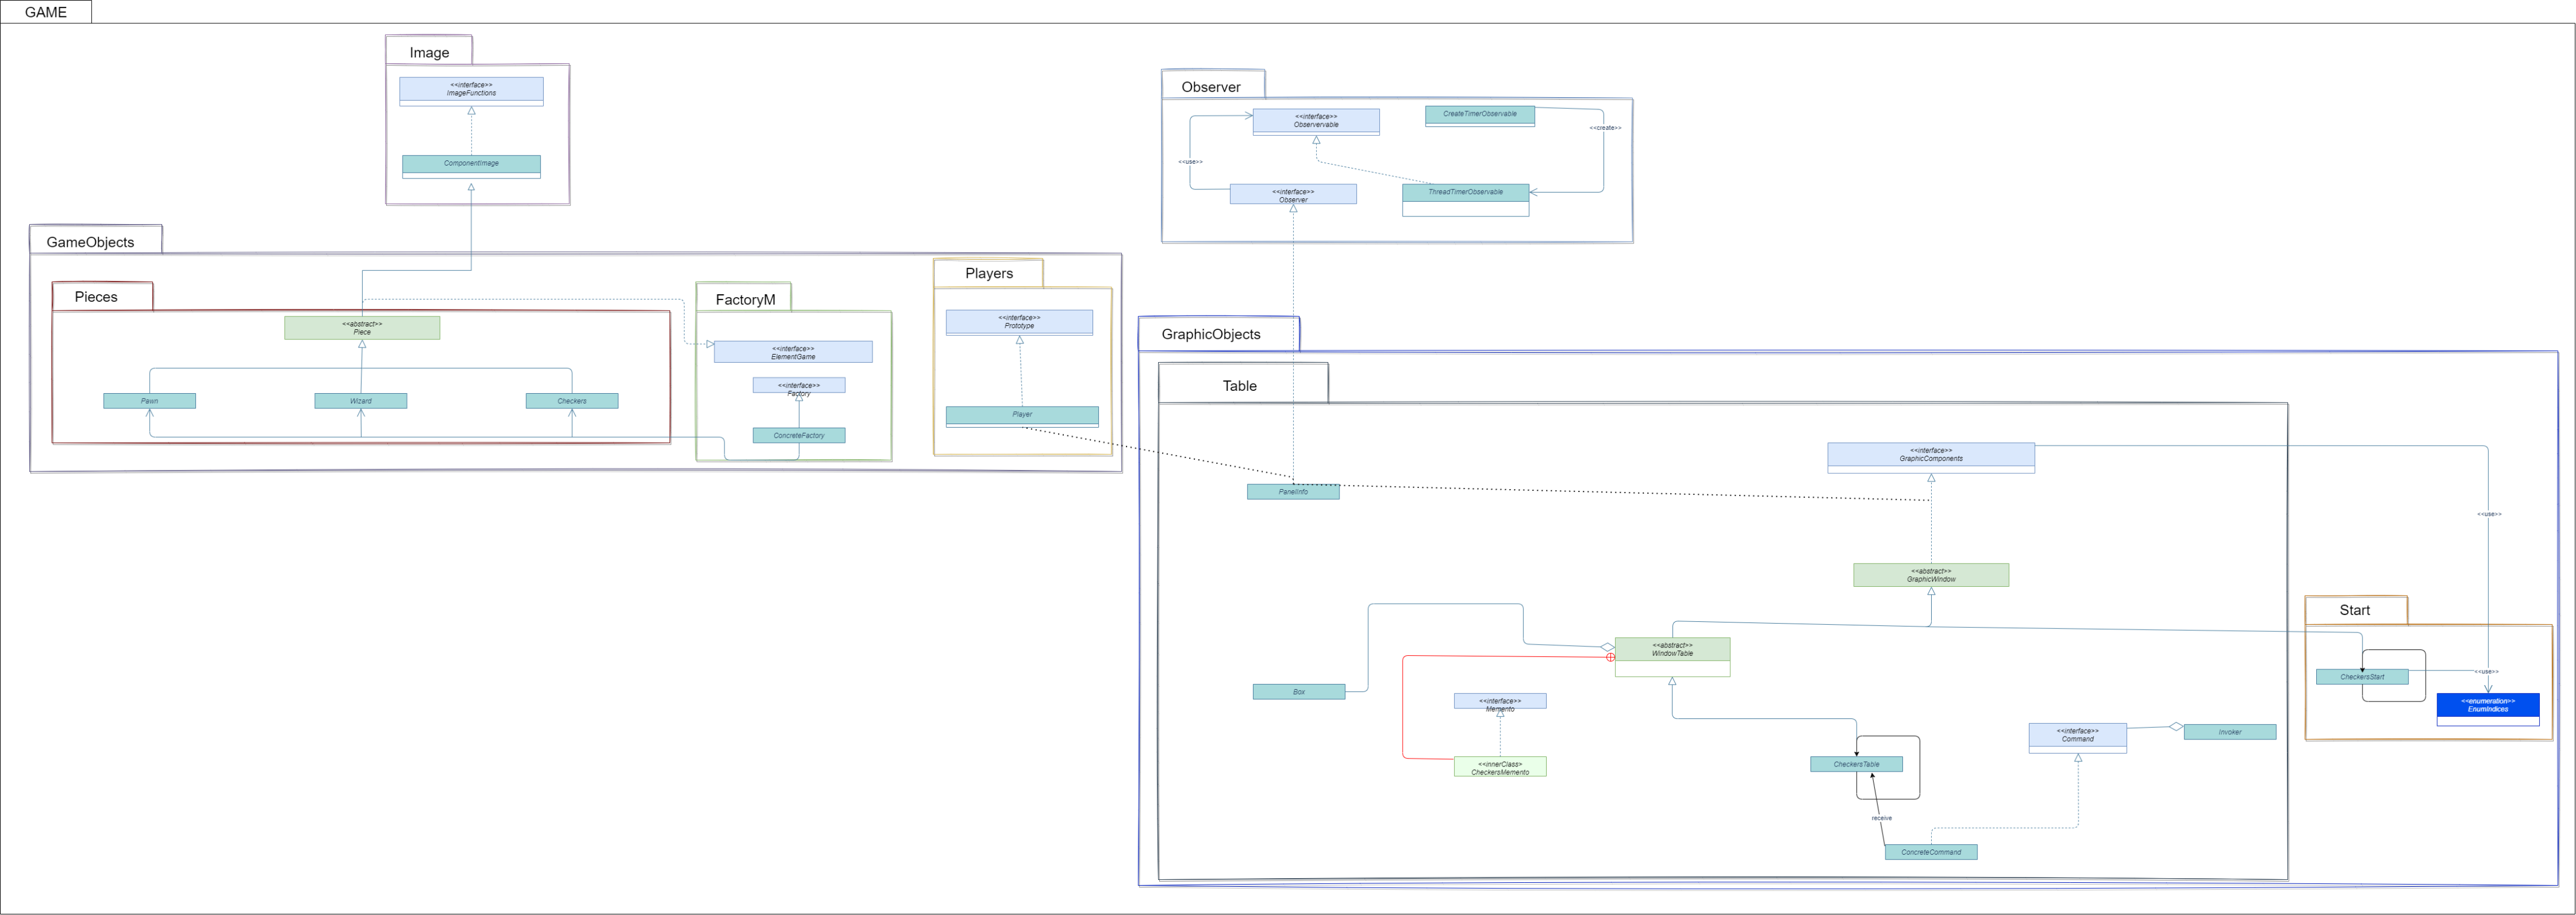 GAME
Image
<<interface>>
ImageFunctions
ComponentImage
Observer
<<interface>>
Observervable
CreateTimerObservable
<<create>>
<<use>>
<<interface>>
Observer
ThreadTimerObservable
GameObjects
Pieces
<<abstract>>
Piece
Pawn
Wizard
Checkers
FactoryM
<<interface>>
ElementGame
<<interface>>
Factory
ConcreteFactory
Players
<<interface>>
Prototype
Player
GraphicObjects
Table
<<interface>>
GraphicComponents
PanelInfo
<<use>>
<<abstract>>
GraphicWindow
<<abstract>>
WindowTable
Box
<<interface>>
Memento
<<innerClass>
CheckersMemento
CheckersTable
receive
ConcreteCommand
<<interface>>
Command
Invoker
Start
CheckersStart
<<use>>
<<enumeration>>
EnumIndices